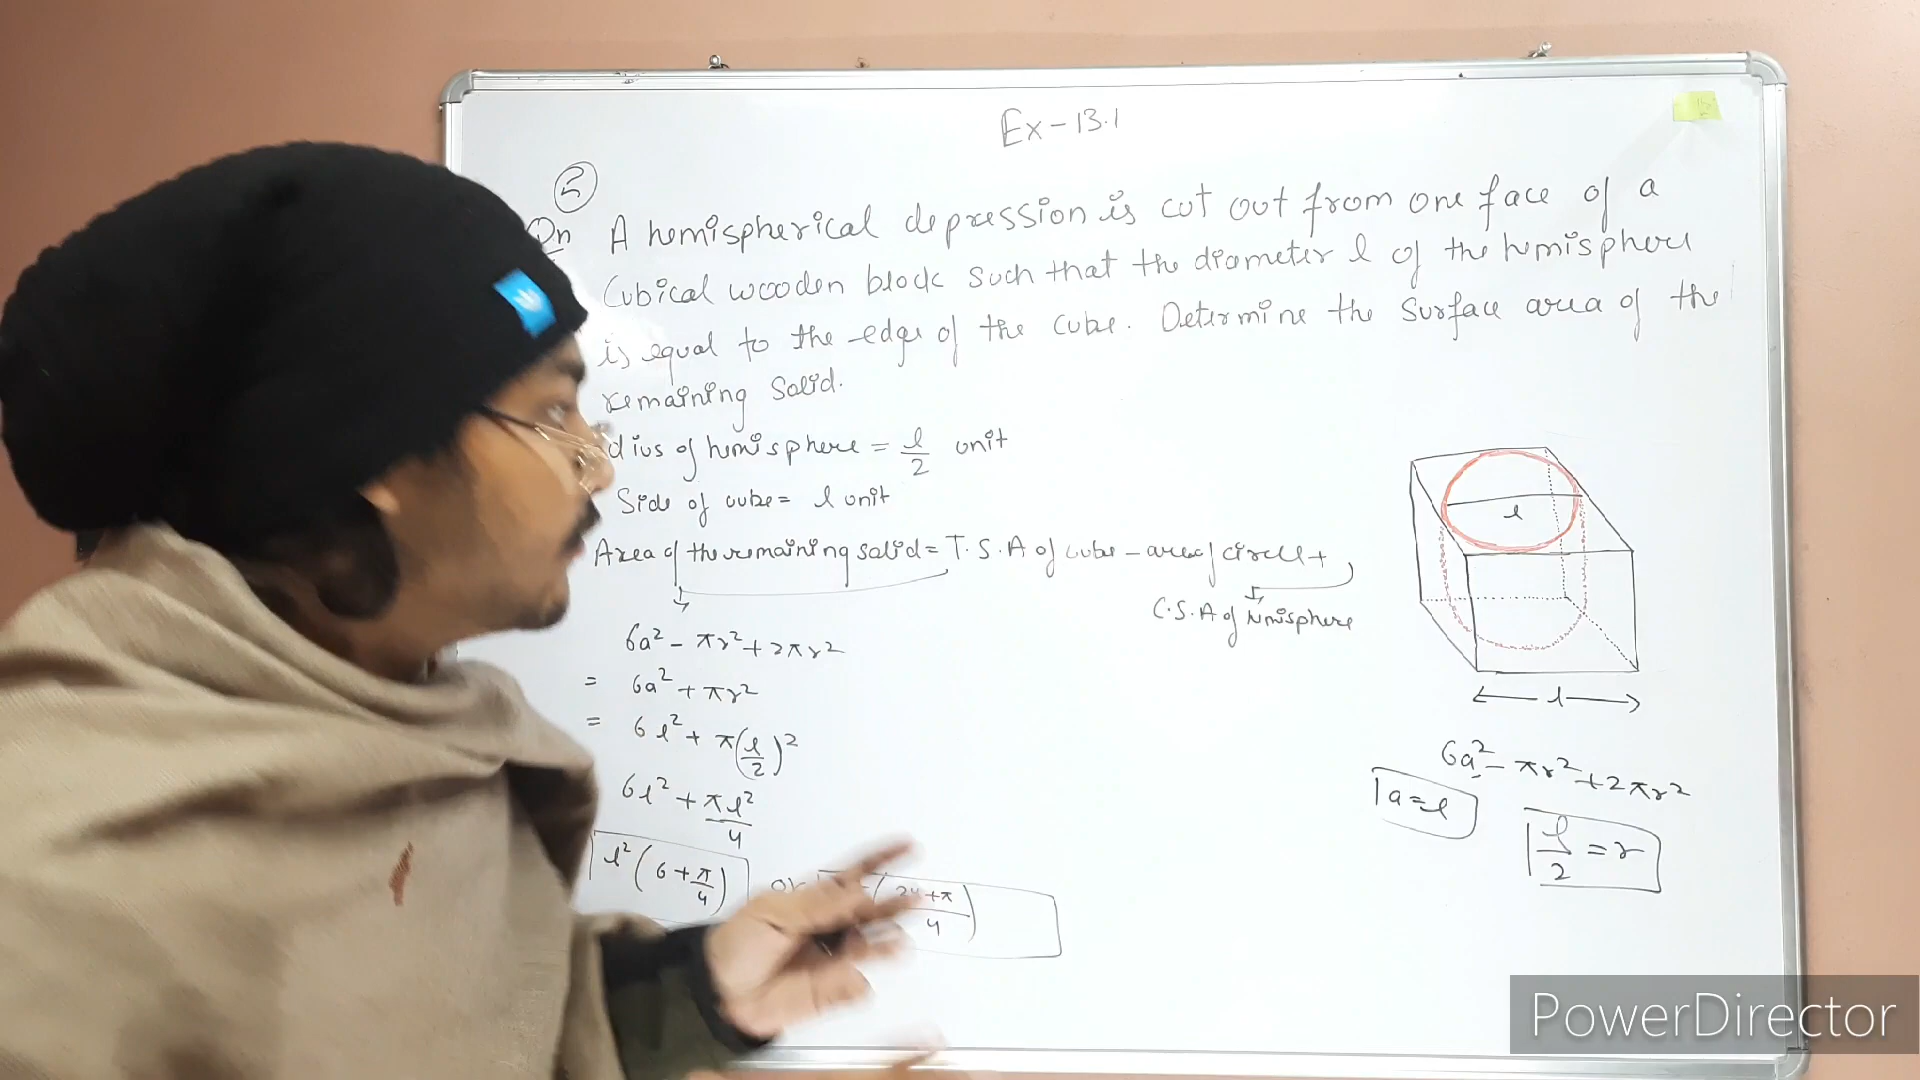 Ex-13.1
5
Qn A hemispherical depression is cut out from one face of a
Cubical wooden block such that the diameter l of the hemisphere
is equal to the edge of the cube. Determine the surface area of the
remaining solid.
dius of hemisphere = l/2 unit
Side of cube = l unit
Area of the remaining solid = T.S.A of cube - area of circle +
C.S.A of hemisphere
6a² - πr² + 2πr²
= 6a² + πr²
= 6l² + π(l/2)²
6l² + πl²/4
l²(6 + π/4) or (24+π/4)
l
l
6a² - πr² + 2πr²
a=l
l/2 = r
PowerDirector